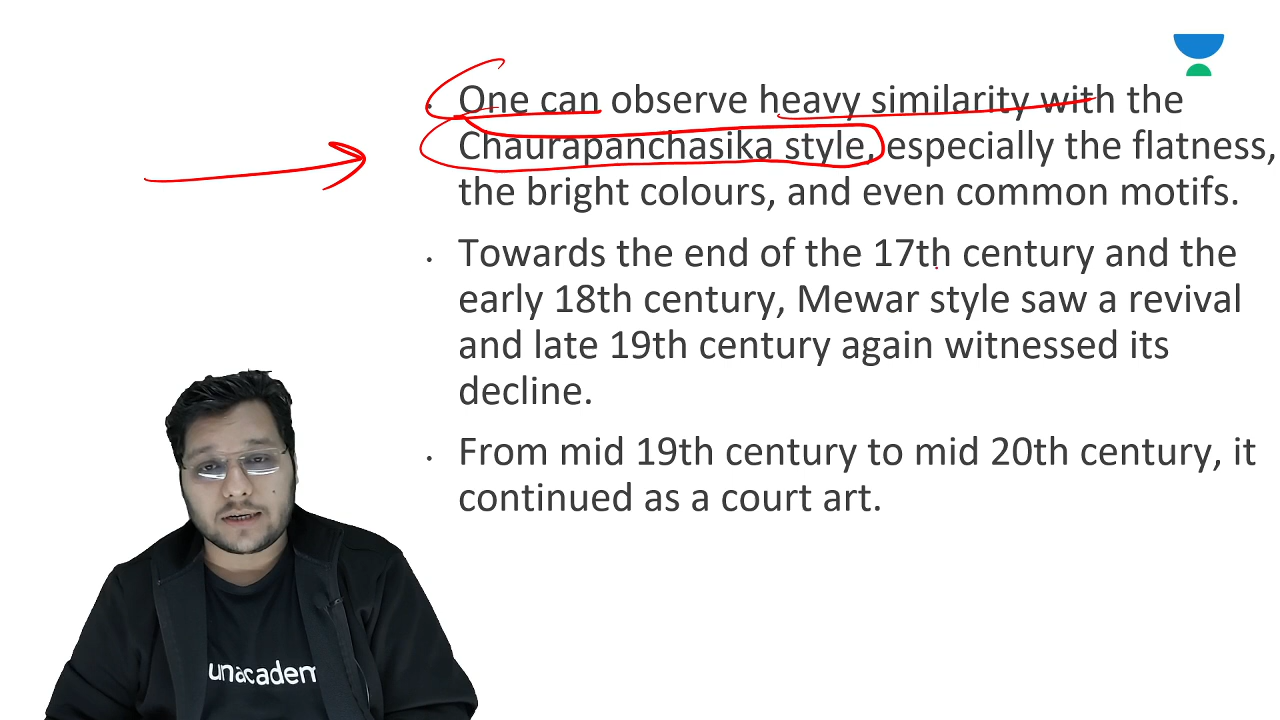 One can observe heavy similarity with the
Chaurapanchasika style, especially the flatness,
the bright colours, and even common motifs.
Towards the end of the 17th century and the
early 18th century, Mewar style saw a revival
and late 19th century again witnessed its
decline.
From mid 19th century to mid 20th century, it
continued as a court art.
unacadem